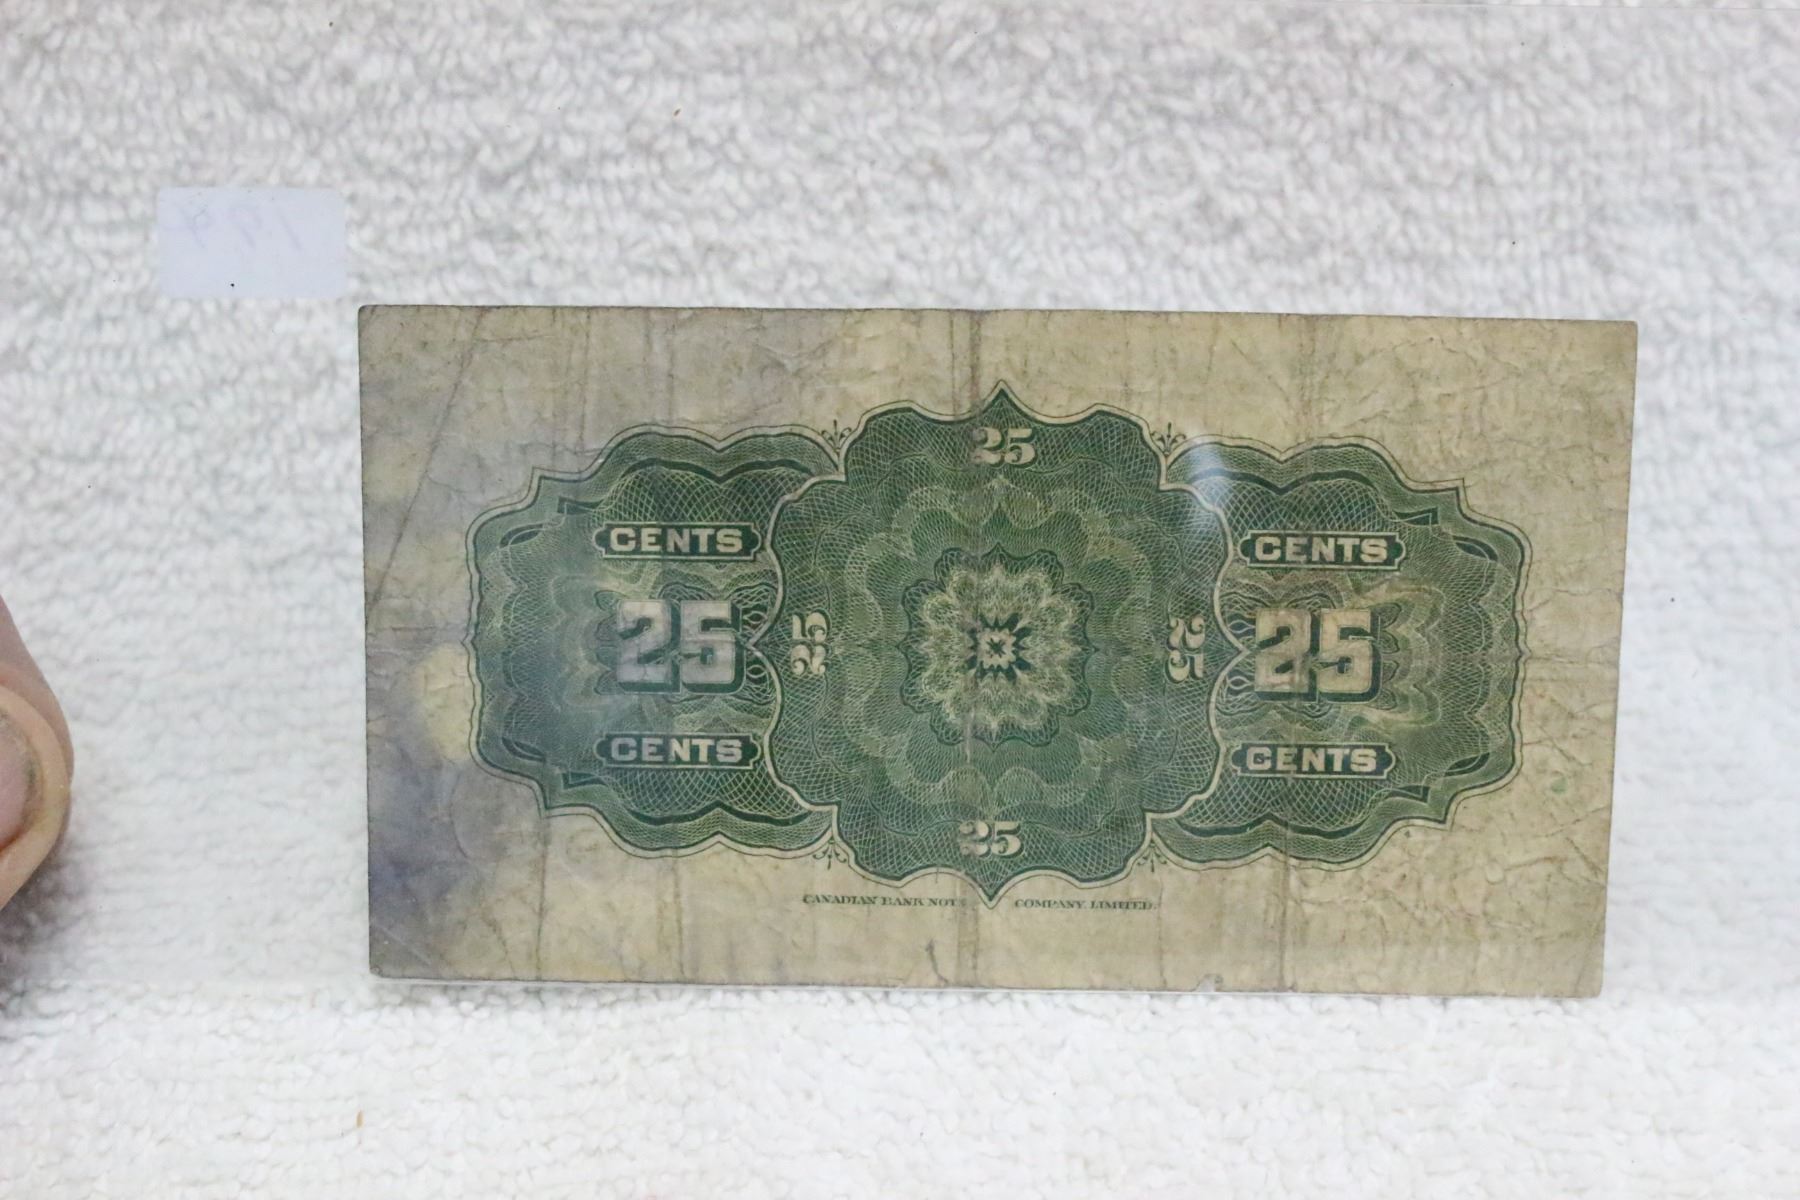 25
CENTS CENTS
25 25 25 25
CENTS CENTS
25
CANADIAN BANK NOTE COMPANY, LIMITED.